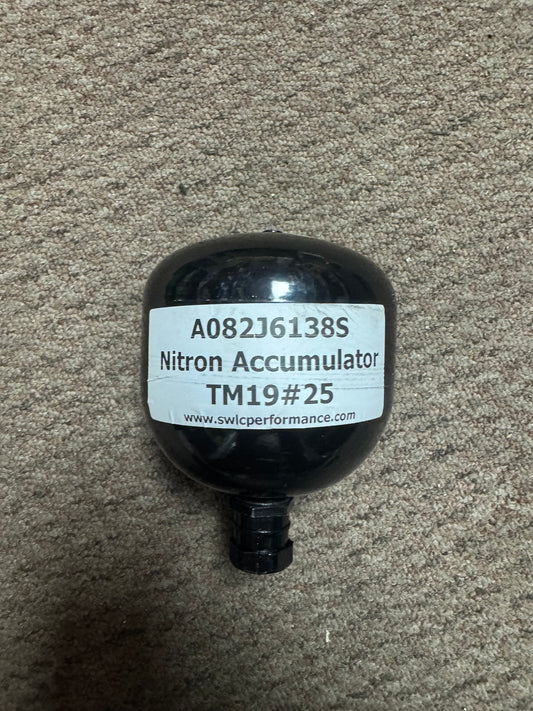 A082J6138S
Nitron Accumulator
TM19#25
www.swlcperformance.com